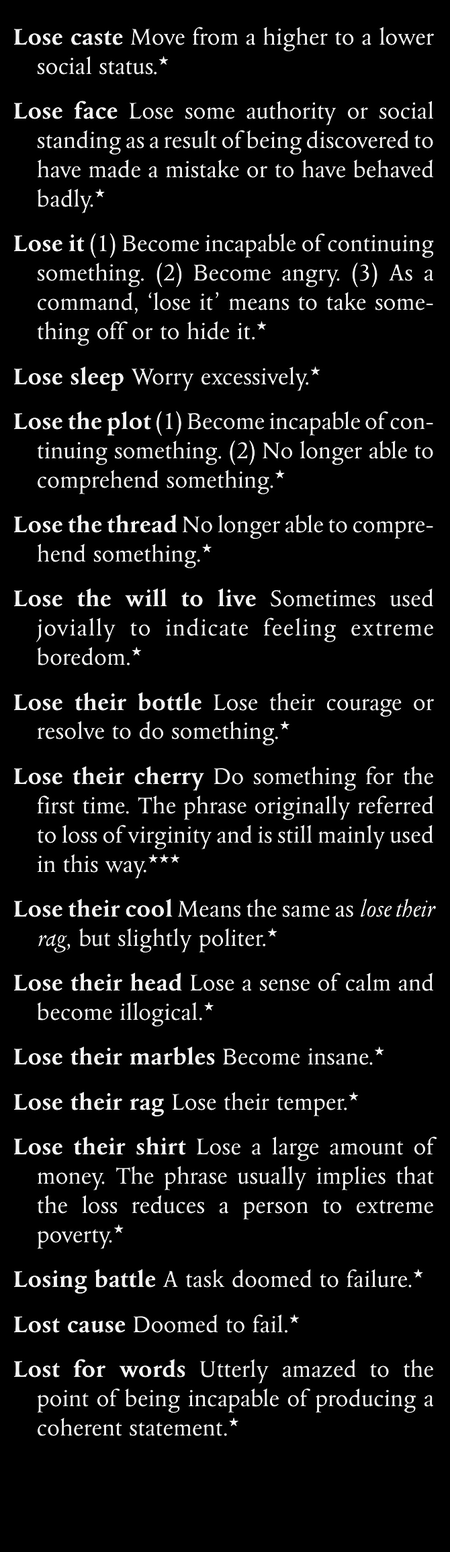 Lose caste Move from a higher to a lower
social status.★
Lose face Lose some authority or social
standing as a result of being discovered to
have made a mistake or to have behaved
badly.★
Lose it (1) Become incapable of continuing
something. (2) Become angry. (3) As a
command, ‘lose it’ means to take some-
thing off or to hide it.★
Lose sleep Worry excessively.★
Lose the plot (1) Become incapable of con-
tinuing something. (2) No longer able to
comprehend something.★
Lose the thread No longer able to compre-
hend something.★
Lose the will to live Sometimes used
jovially to indicate feeling extreme
boredom.★
Lose their bottle Lose their courage or
resolve to do something.★
Lose their cherry Do something for the
first time. The phrase originally referred
to loss of virginity and is still mainly used
in this way.★★★
Lose their cool Means the same as lose their
rag, but slightly politer.★
Lose their head Lose a sense of calm and
become illogical.★
Lose their marbles Become insane.★
Lose their rag Lose their temper.★
Lose their shirt Lose a large amount of
money. The phrase usually implies that
the loss reduces a person to extreme
poverty.★
Losing battle A task doomed to failure.★
Lost cause Doomed to fail.★
Lost for words Utterly amazed to the
point of being incapable of producing a
coherent statement.★